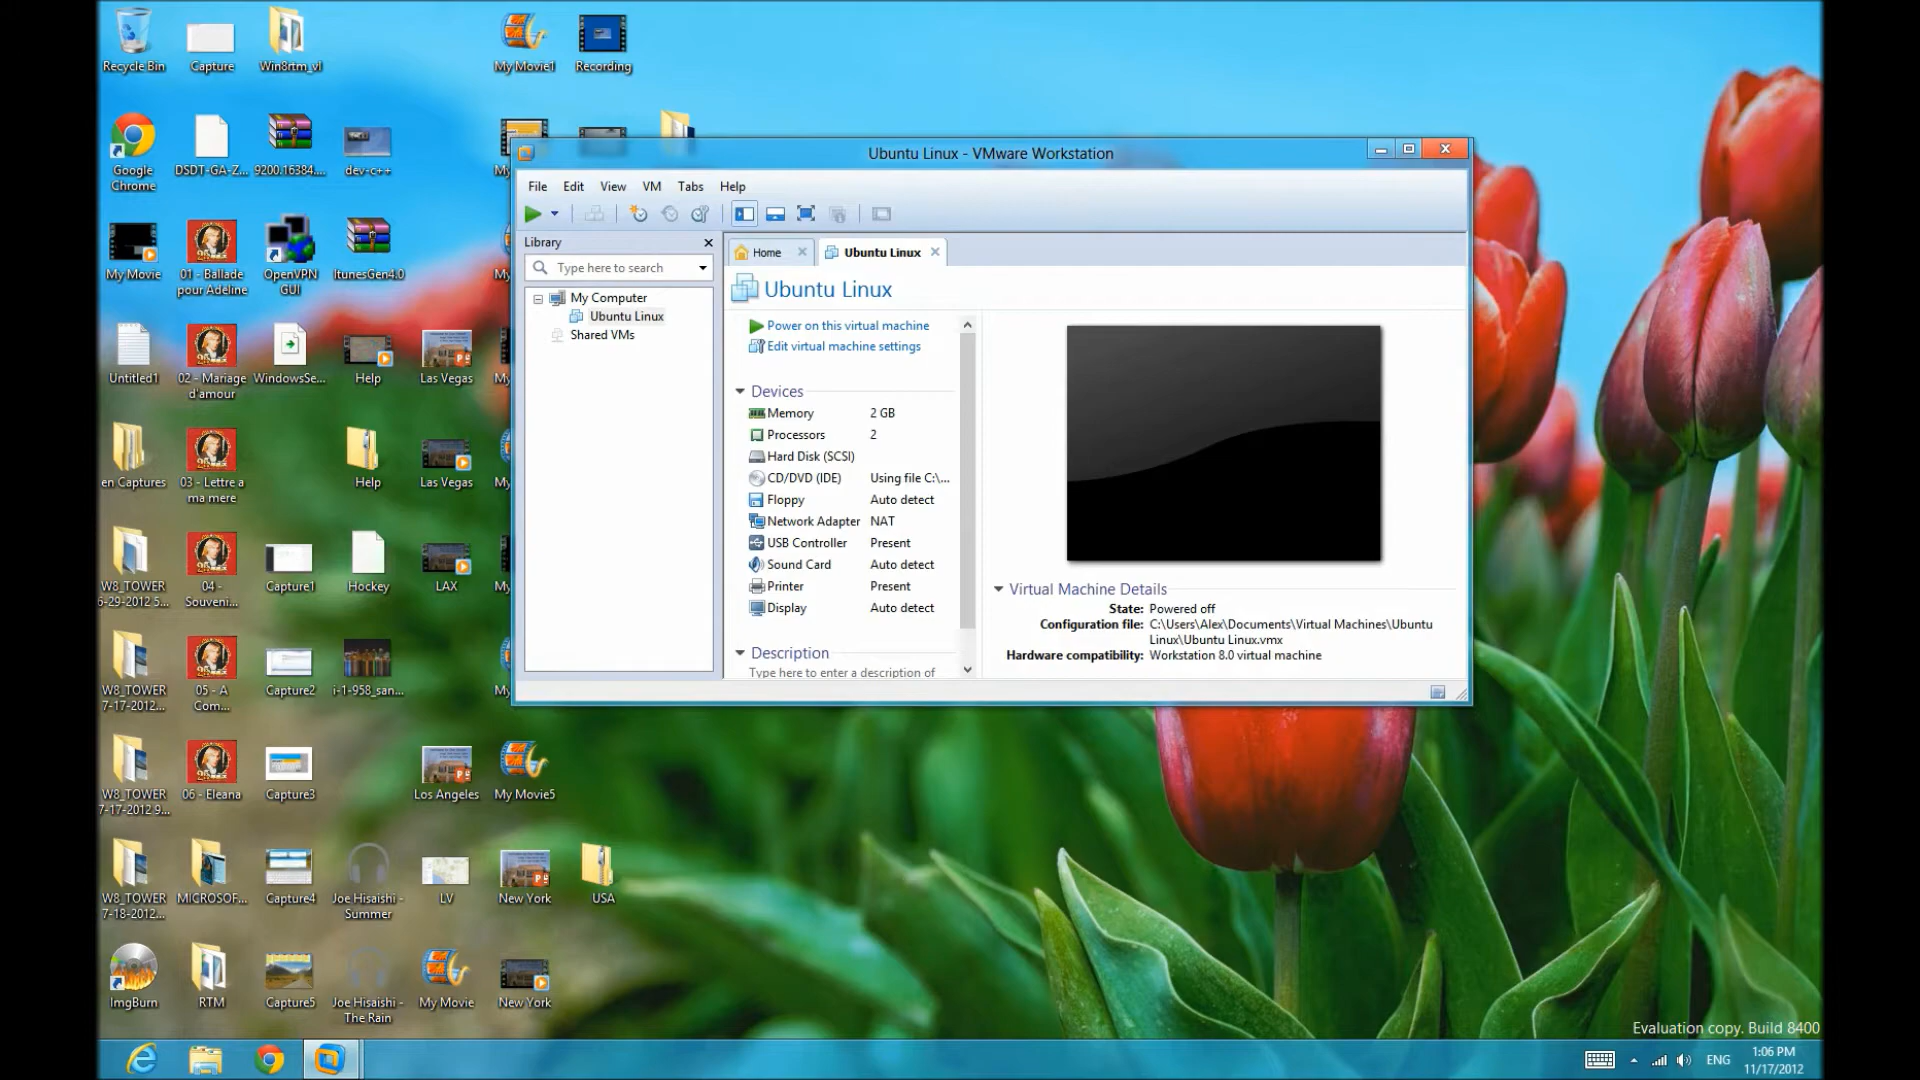 Recycle Bin
Capture
Win8rtm_vl
My Movie1
Recording
Google
Chrome
DSDT-GA-Z...
9200.16384....
dev-c++
My
My Movie
01 - Ballade
pour Adeline
OpenVPN
GUI
ItunesGen4.0
My
Untitled1
02 - Mariage
d'amour
WindowsSe...
Help
Las Vegas
My
en Captures
03 - Lettre a
ma mere
Help
Las Vegas
My
W8_TOWER
6-29-2012 5...
04 -
Souveni...
Capture1
Hockey
LAX
My
W8_TOWER
7-17-2012...
05 - A
Com...
Capture2
i-1-958_san...
My
W8_TOWER
7-17-2012 9...
06 - Eleana
Capture3
Los Angeles
My Movie5
W8_TOWER
7-18-2012...
MICROSOF...
Capture4
Joe Hisaishi -
Summer
LV
New York
USA
ImgBurn
RTM
Capture5
Joe Hisaishi -
The Rain
My Movie
New York
Ubuntu Linux - VMware Workstation
File Edit View VM Tabs Help
Library
Type here to search
My Computer
Ubuntu Linux
Shared VMs
Home
Ubuntu Linux
Ubuntu Linux
Power on this virtual machine
Edit virtual machine settings
Devices
Memory 2 GB
Processors 2
Hard Disk (SCSI)
CD/DVD (IDE) Using file C:\...
Floppy Auto detect
Network Adapter NAT
USB Controller Present
Sound Card Auto detect
Printer Present
Display Auto detect
Description
Type here to enter a description of
Virtual Machine Details
State: Powered off
Configuration file: C:\Users\Alex\Documents\Virtual Machines\Ubuntu
Linux\Ubuntu Linux.vmx
Hardware compatibility: Workstation 8.0 virtual machine
Evaluation copy. Build 8400
ENG
1:06 PM
11/17/2012